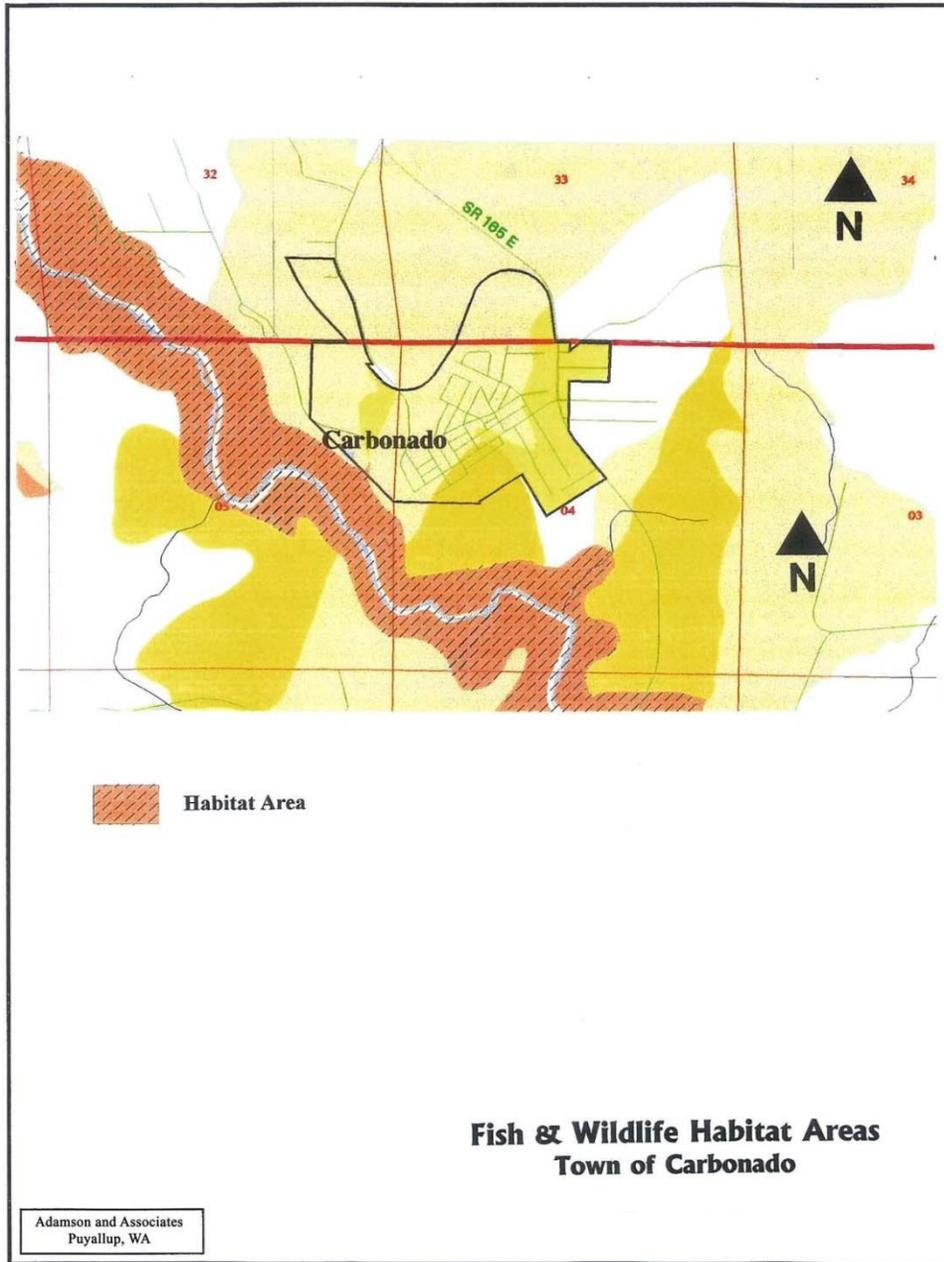 32
33
34
N
SR 165 E
Carbonado
05
04
03
N
Habitat Area
Fish & Wildlife Habitat Areas
Town of Carbonado
Adamson and Associates
Puyallup, WA